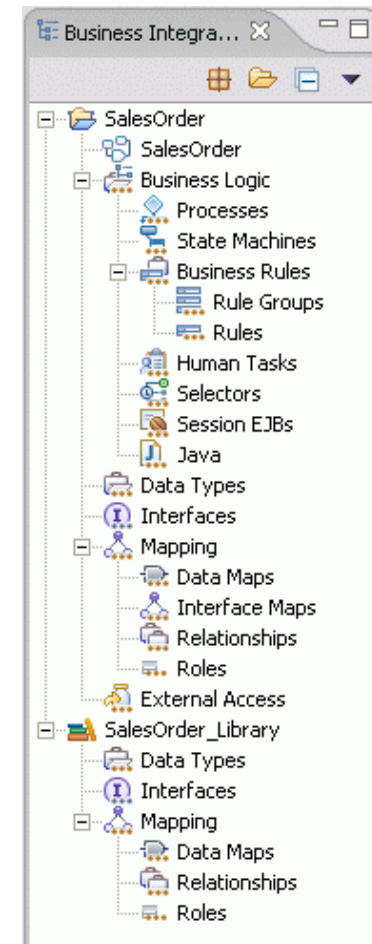 Business Integra...
SalesOrder
SalesOrder
Business Logic
Processes
State Machines
Business Rules
Rule Groups
Rules
Human Tasks
Selectors
Session EJBs
Java
Data Types
Interfaces
Mapping
Data Maps
Interface Maps
Relationships
Roles
External Access
SalesOrder_Library
Data Types
Interfaces
Mapping
Data Maps
Relationships
Roles